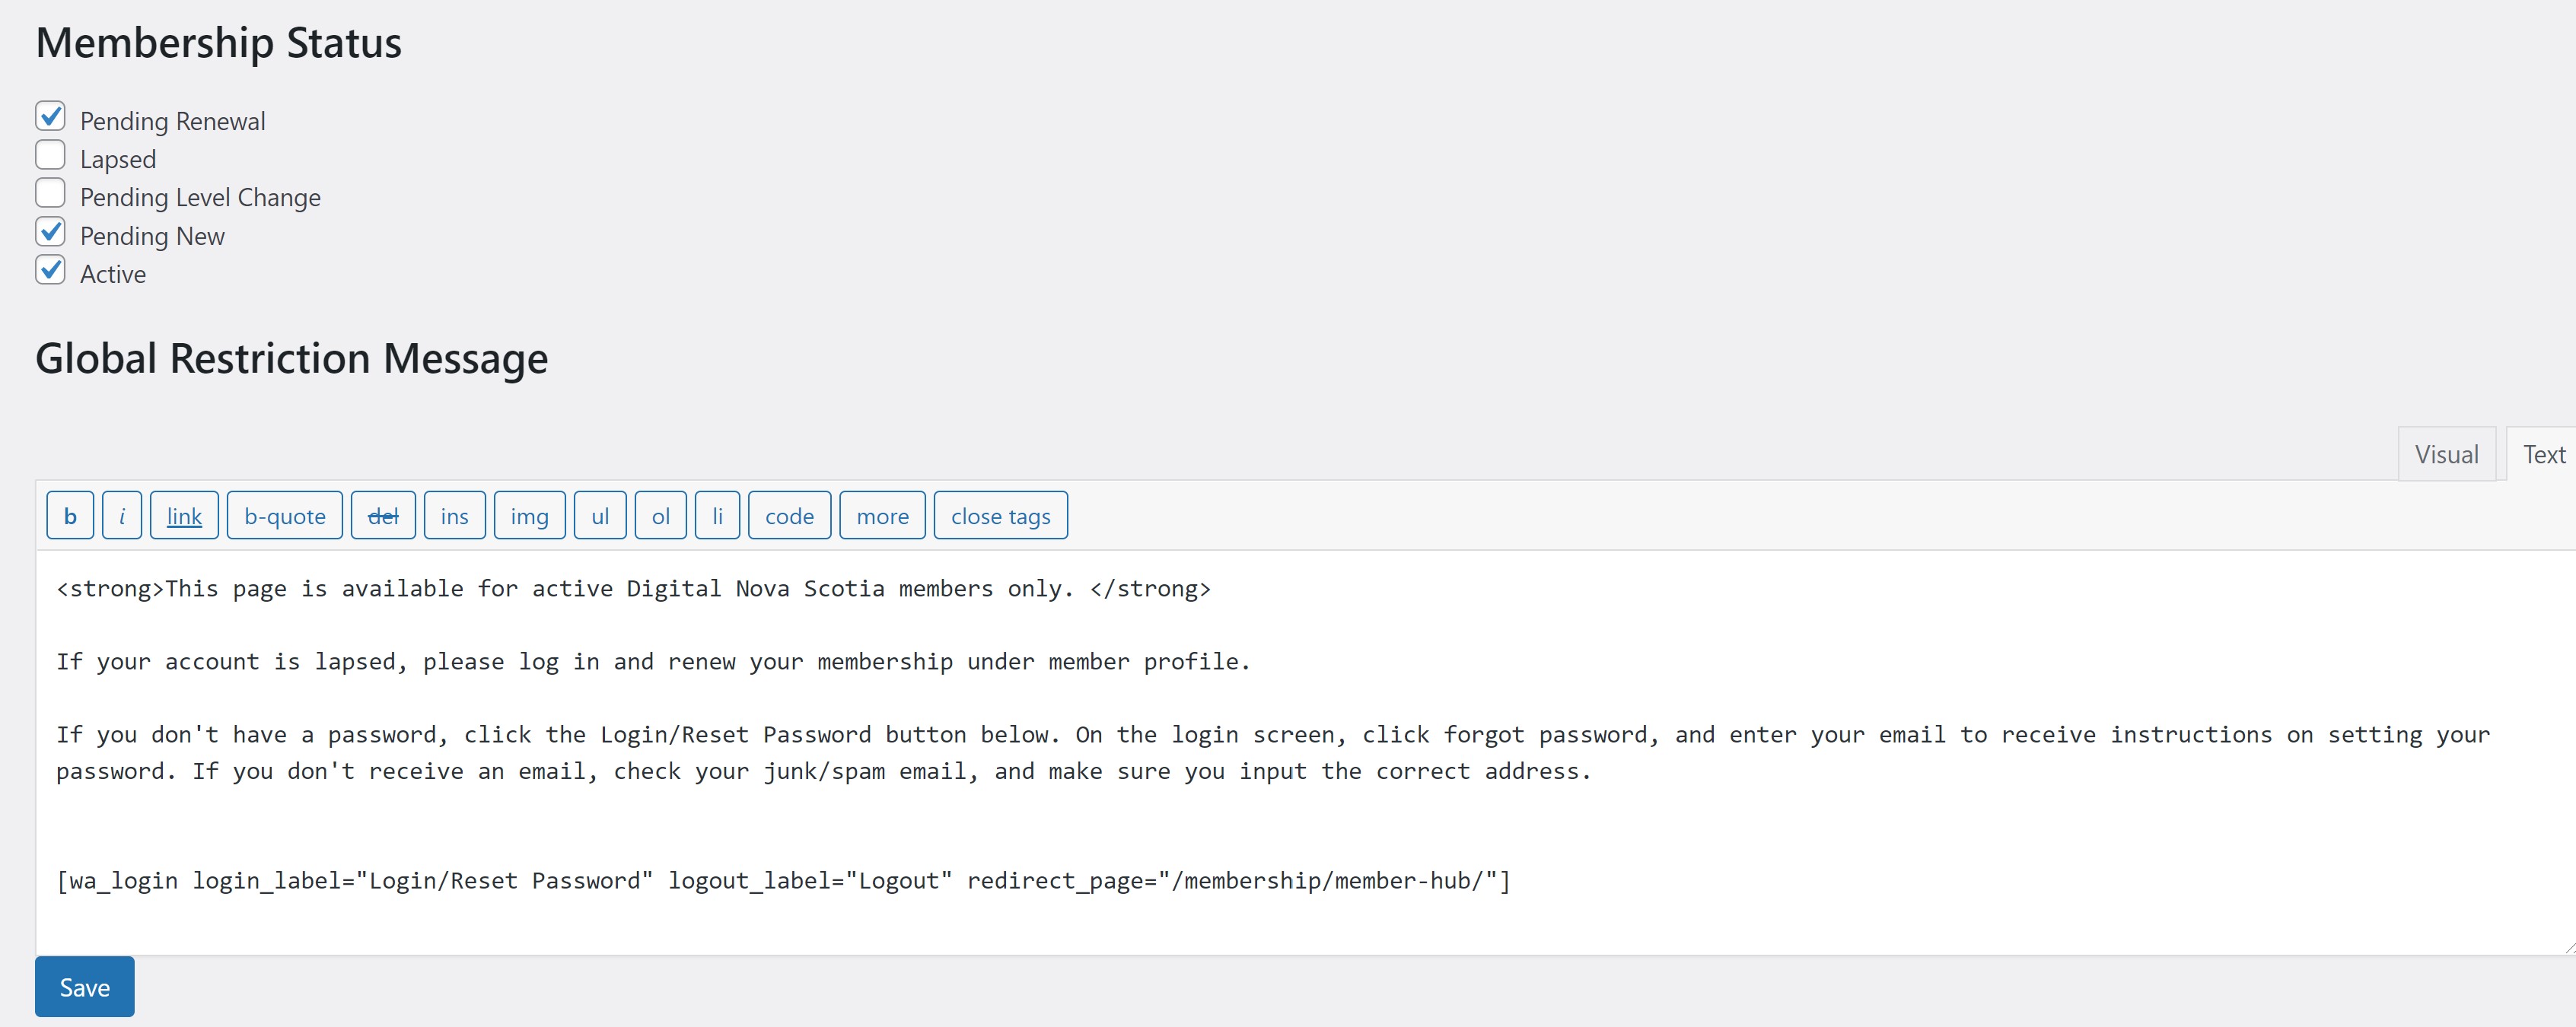 Membership Status
Pending Renewal
Lapsed
Pending Level Change
Pending New
Active
Global Restriction Message
Visual Text
b i link b-quote del ins img ul ol li code more close tags
<strong>This page is available for active Digital Nova Scotia members only. </strong>
If your account is lapsed, please log in and renew your membership under member profile.
If you don't have a password, click the Login/Reset Password button below. On the login screen, click forgot password, and enter your email to receive instructions on setting your
password. If you don't receive an email, check your junk/spam email, and make sure you input the correct address.
[wa_login login_label="Login/Reset Password" logout_label="Logout" redirect_page="/membership/member-hub/"]
Save